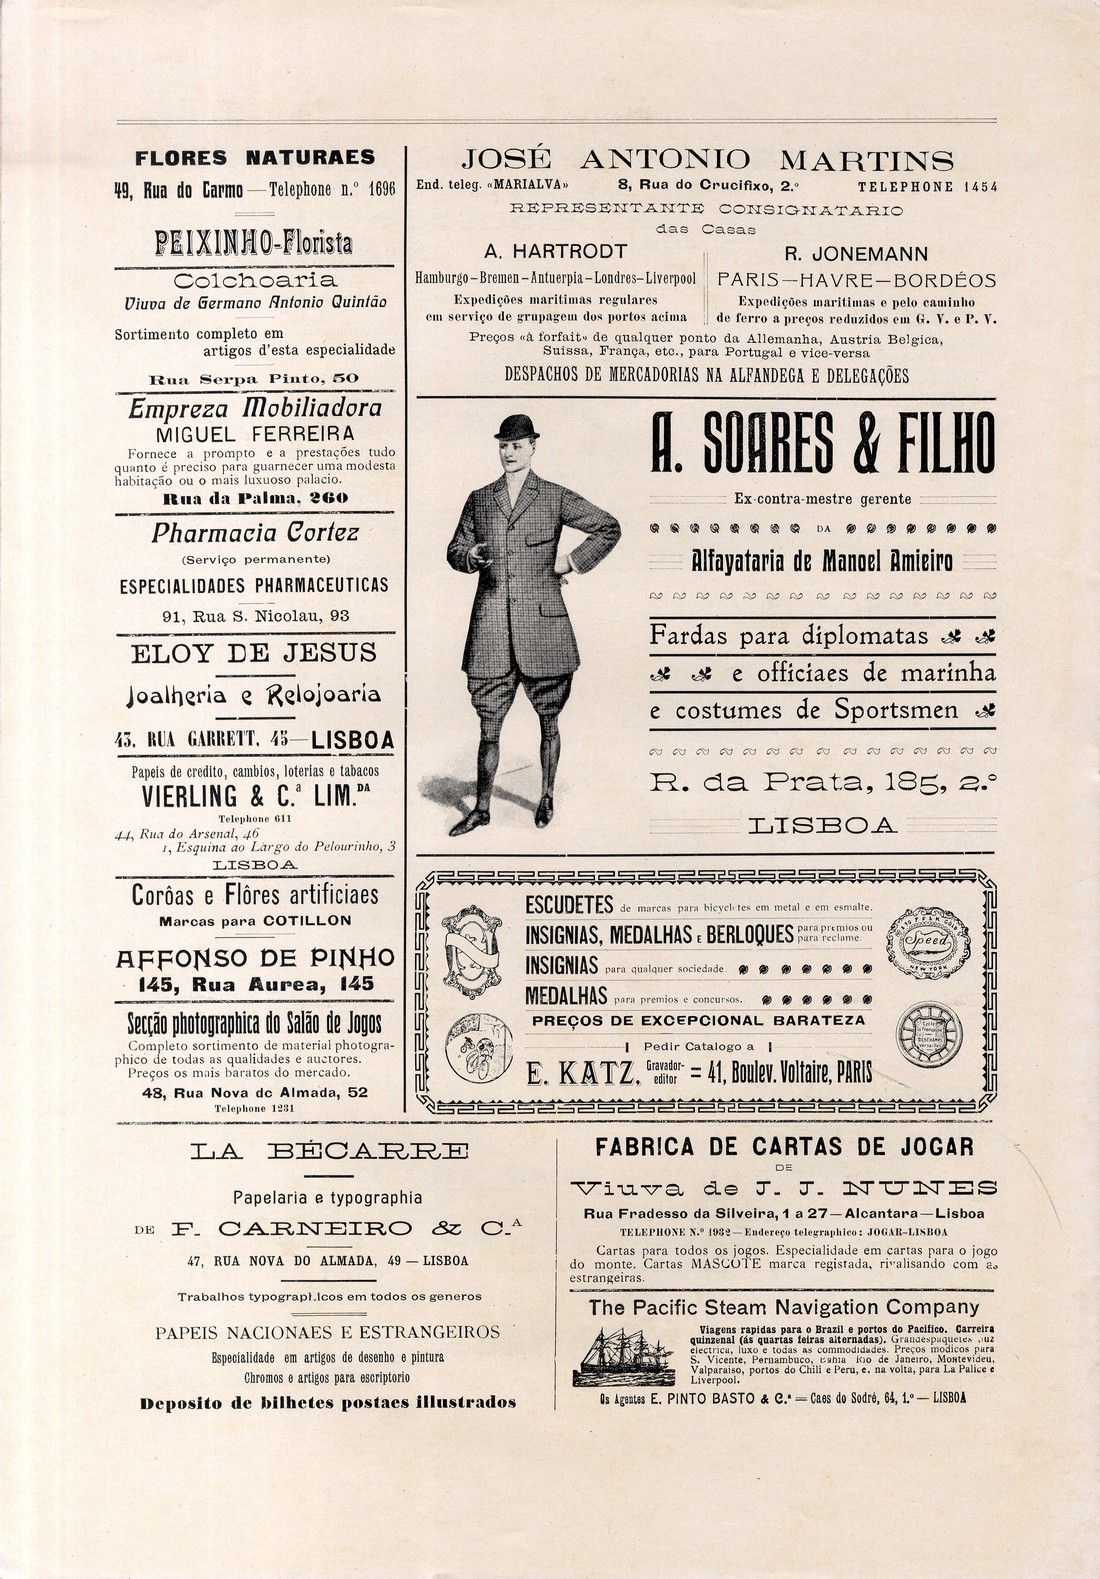 FLORES NATURAES
49, Rua do Carmo — Telephone n.º 1696
PEIXINHO-Florista
Colchoaria
Viuva de Germano Antonio Quintão
Sortimento completo em
artigos d'esta especialidade
Rua Serpa Pinto, 50
Empreza Mobiliadora
MIGUEL FERREIRA
Fornece a prompto e a prestações tudo
quanto é preciso para guarnecer uma modesta
habitação ou o mais luxuoso palacio.
Rua da Palma, 260
Pharmacia Cortez
(Serviço permanente)
ESPECIALIDADES PHARMACEUTICAS
91, Rua S. Nicolau, 93
ELOY DE JESUS
Joalheria e Relojoaria
43, RUA GARRETT, 45—LISBOA
Papeis de credito, cambios, loterias e tabacos
VIERLING & C.ª LIM.DA
Telephone 611
44, Rua do Arsenal, 46
1, Esquina ao Largo do Pelourinho, 3
LISBOA
Corôas e Flôres artificiaes
Marcas para COTILLON
AFFONSO DE PINHO
145, Rua Aurea, 145
Secção photographica do Salão de Jogos
Completo sortimento de material photogra-
phico de todas as qualidades e auctores.
Preços os mais baratos do mercado.
48, Rua Nova de Almada, 52
Telephone 1231
JOSÉ ANTONIO MARTINS
End. teleg. «MARIALVA» 8, Rua do Crucifixo, 2.º TELEPHONE 1454
REPRESENTANTE CONSIGNATARIO
das Casas
A. HARTRODT
Hamburgo-Bremen-Antuerpia-Londres-Liverpool
Expedições maritimas regulares
em serviço de grupagem dos portos acima
R. JONEMANN
PARIS—HAVRE—BORDÉOS
Expedições maritimas e pelo caminho
de ferro a preços reduzidos em G. V. e P. V.
Preços «à forfait» de qualquer ponto da Allemanha, Austria Belgica,
Suissa, França, etc., para Portugal e vice-versa
DESPACHOS DE MERCADORIAS NA ALFANDEGA E DELEGAÇÕES
A. SOARES & FILHO
Ex-contra-mestre gerente
DA
Alfayataria de Manoel Amieiro
Fardas para diplomatas
e officiaes de marinha
e costumes de Sportsmen
R. da Prata, 185, 2.º
LISBOA
ESCUDETES de marcas para bicycletes em metal e em esmalte.
INSIGNIAS, MEDALHAS E BERLOQUES para premios ou
para reclame.
INSIGNIAS para qualquer sociedade
MEDALHAS para premios e concursos.
PREÇOS DE EXCEPCIONAL BARATEZA
Pedir Catalogo a
E. KATZ, Gravador-
editor = 41, Boulev. Voltaire, PARIS
Speed
NEW YORK
DESCHAMPS
LA BÉCARRE
Papelaria e typographia
DE F. CARNEIRO & C.A
47, RUA NOVA DO ALMADA, 49 — LISBOA
Trabalhos typographicos em todos os generos
PAPEIS NACIONAES E ESTRANGEIROS
Especialidade em artigos de desenho e pintura
Chromos e artigos para escriptorio
Deposito de bilhetes postaes illustrados
FABRICA DE CARTAS DE JOGAR
DE
Viuva de J. J. NUNES
Rua Fradesso da Silveira, 1 a 27—Alcantara—Lisboa
TELEPHONE N.º 1932—Endereço telegraphico: JOGAR-LISBOA
Cartas para todos os jogos. Especialidade em cartas para o jogo
do monte. Cartas MASCOTE marca registada, rivalisando com as
estrangeiras.
The Pacific Steam Navigation Company
Viagens rapidas para o Brazil e portos do Pacifico. Carreira
quinzenal (ás quartas feiras alternadas). Grandes paquetes, luz
electrica, luxo e todas as commodidades. Preços modicos para
S. Vicente, Pernambuco, Bahia Rio de Janeiro, Montevideu,
Valparaiso, portos do Chili e Peru, e, na volta, para La Palice e
Liverpool.
Os Agentes E. PINTO BASTO & C.ª = Caes do Sodré, 64, 1.º — LISBOA